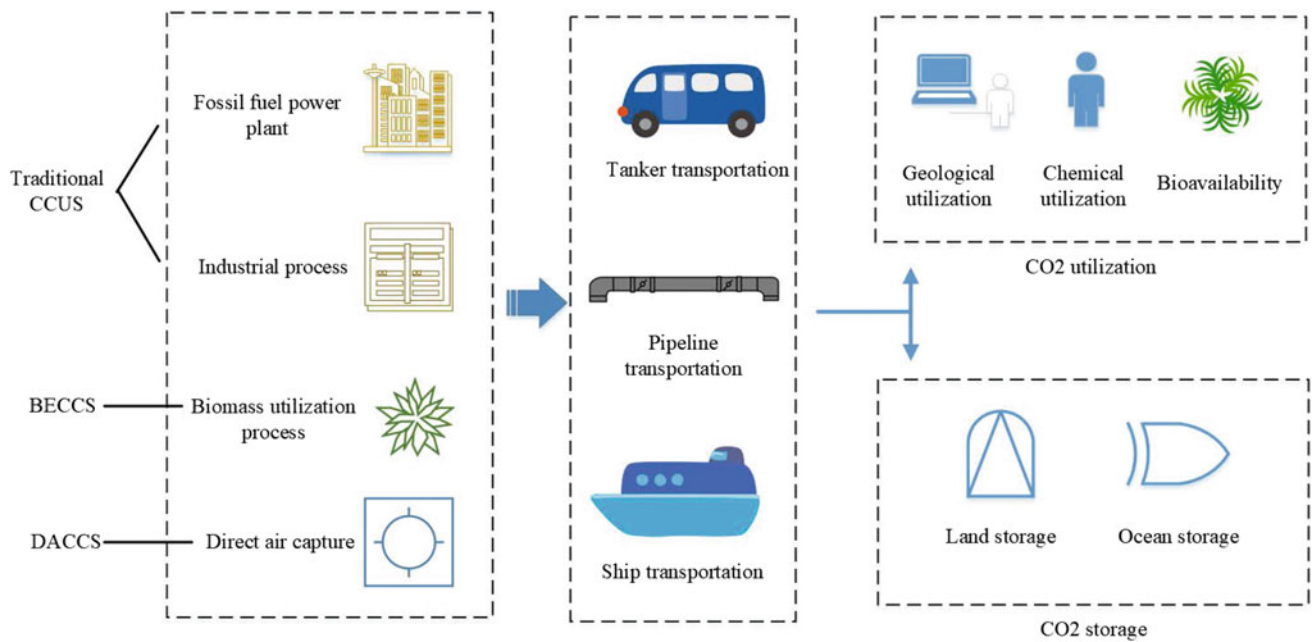 Traditional
CCUS
BECCS
DACCS
Fossil fuel power
plant
Industrial process
Biomass utilization
process
Direct air capture
Tanker transportation
Pipeline
transportation
Ship transportation
Geological
utilization
Chemical
utilization
Bioavailability
CO2 utilization
Land storage
Ocean storage
CO2 storage